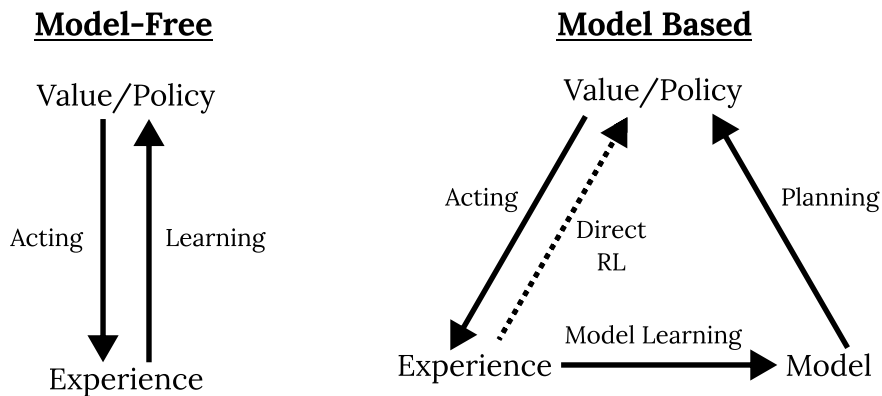 Model-Free
Value/Policy
Acting
Learning
Experience
Model Based
Value/Policy
Acting
Direct
RL
Planning
Model Learning
Experience
Model